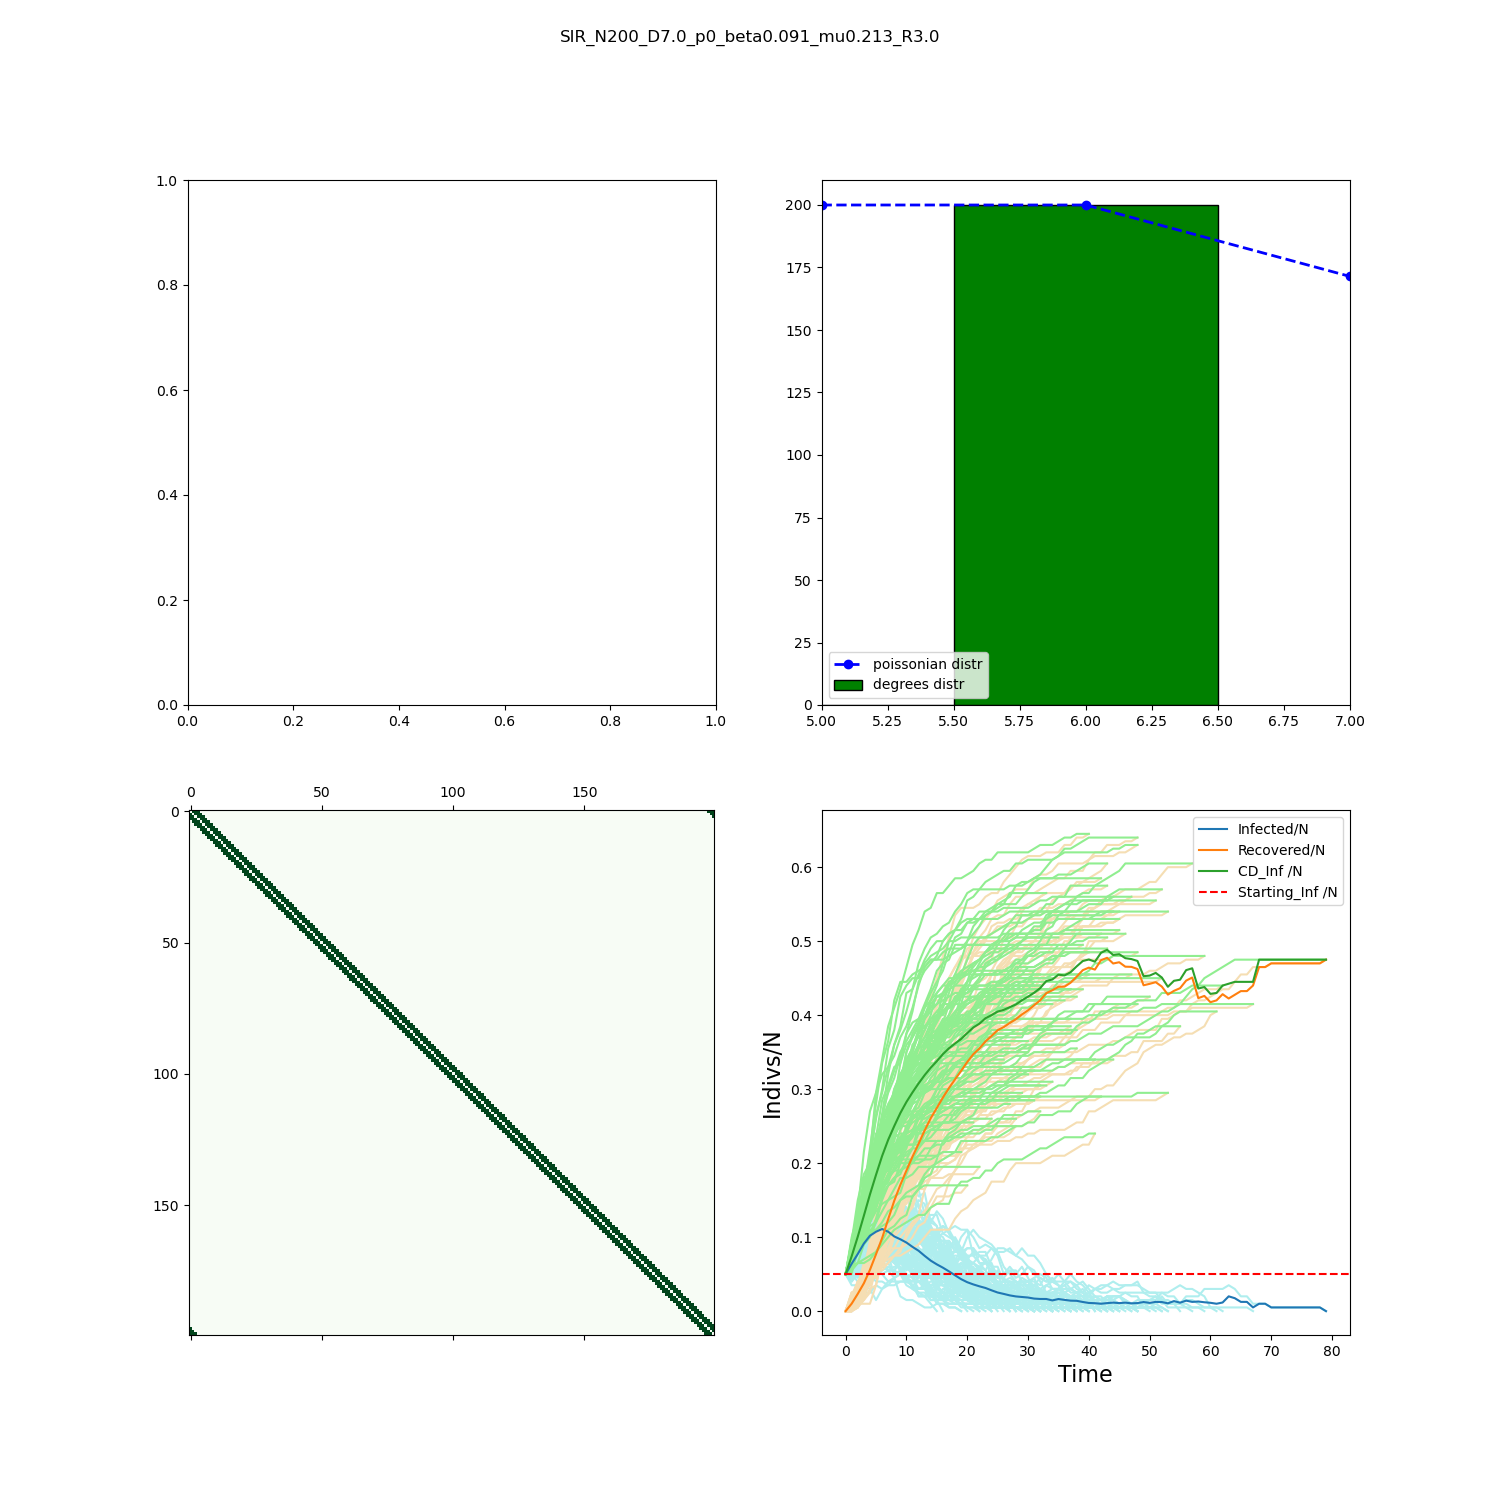 SIR_N200_D7.0_p0_beta0.091_mu0.213_R3.0
1.0
0.8
0.6
0.4
0.2
0.0
0.0 0.2 0.4 0.6 0.8 1.0
200
175
150
125
100
75
50
25
0
poissonian distr
degrees distr
5.00 5.25 5.50 5.75 6.00 6.25 6.50 6.75 7.00
0 50 100 150
0
50
100
150
Indivs/N
0.6
0.5
0.4
0.3
0.2
0.1
0.0
Infected/N
Recovered/N
CD_Inf /N
Starting_Inf /N
0 10 20 30 40 50 60 70 80
Time